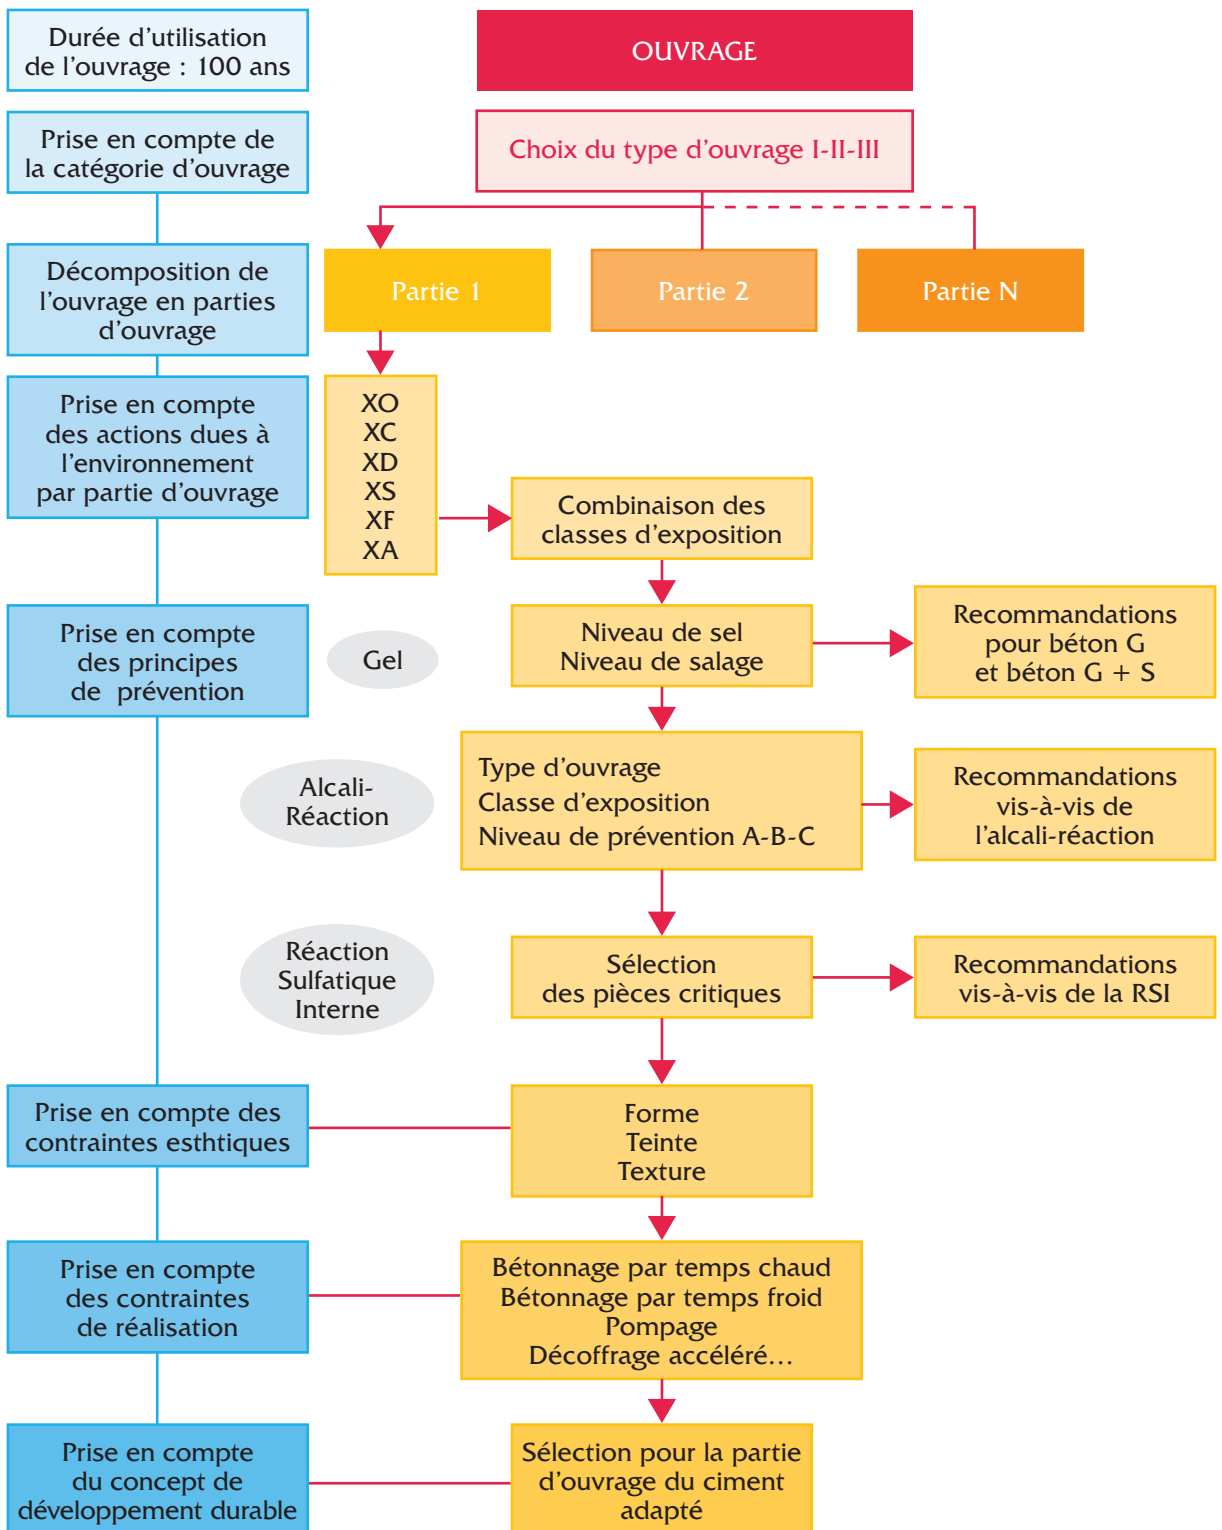 Durée d'utilisation
de l'ouvrage : 100 ans
OUVRAGE
Prise en compte de
la catégorie d'ouvrage
Choix du type d'ouvrage I-II-III
Décomposition de
l'ouvrage en parties
d'ouvrage
Partie 1
Partie 2
Partie N
Prise en compte
des actions dues à
l'environnement
par partie d'ouvrage
XO
XC
XD
XS
XF
XA
Combinaison des
classes d'exposition
Prise en compte
des principes
de prévention
Gel
Niveau de sel
Niveau de salage
Recommandations
pour béton G
et béton G + S
Alcali-
Réaction
Type d'ouvrage
Classe d'exposition
Niveau de prévention A-B-C
Recommandations
vis-à-vis de
l'alcali-réaction
Réaction
Sulfatique
Interne
Sélection
des pièces critiques
Recommandations
vis-à-vis de la RSI
Prise en compte des
contraintes esthtiques
Forme
Teinte
Texture
Prise en compte
des contraintes
de réalisation
Bétonnage par temps chaud
Bétonnage par temps froid
Pompage
Décoffrage accéléré…
Prise en compte
du concept de
développement durable
Sélection pour la partie
d'ouvrage du ciment
adapté